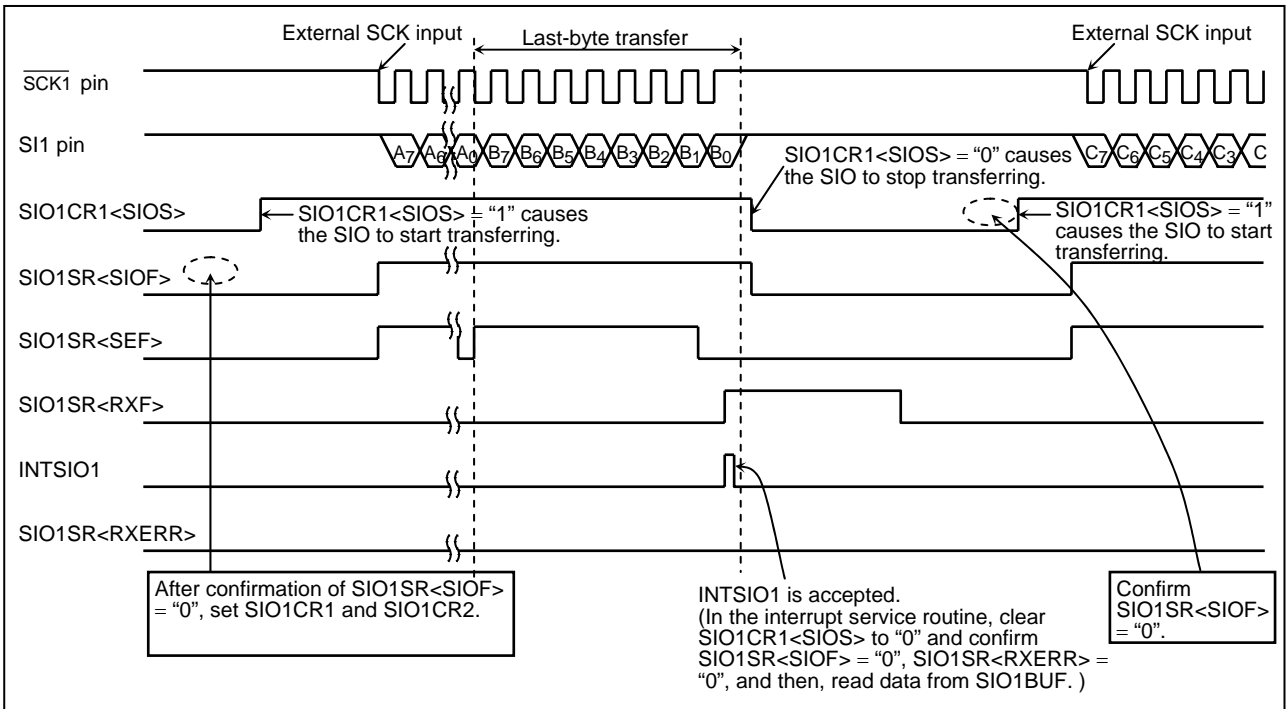 External SCK input
Last-byte transfer
External SCK input
SCK1 pin
SI1 pin
A7 A6 A0 B7 B6 B5 B4 B3 B2 B1 B0
C7 C6 C5 C4 C3 C
SIO1CR1<SIOS> = “0” causes
the SIO to stop transferring.
SIO1CR1<SIOS>
SIO1CR1<SIOS> = “1” causes
the SIO to start transferring.
SIO1CR1<SIOS> = “1”
causes the SIO to start
transferring.
SIO1SR<SIOF>
SIO1SR<SEF>
SIO1SR<RXF>
INTSIO1
SIO1SR<RXERR>
After confirmation of SIO1SR<SIOF>
= “0”, set SIO1CR1 and SIO1CR2.
INTSIO1 is accepted.
(In the interrupt service routine, clear
SIO1CR1<SIOS> to “0” and confirm
SIO1SR<SIOF> = “0”, SIO1SR<RXERR> =
“0”, and then, read data from SIO1BUF. )
Confirm
SIO1SR<SIOF>
= “0”.